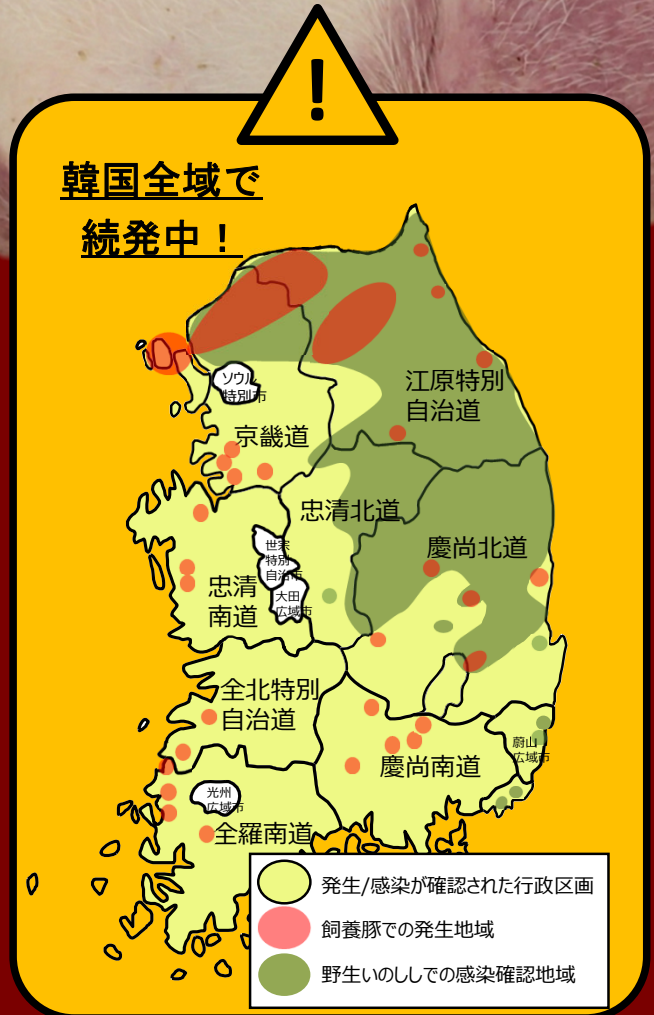 !
韓国全域で
続発中！
ソウル
特別市
江原特別
自治道
京畿道
忠清北道
慶尚北道
世宗
特別
自治市
忠清
南道
大田
広域市
全北特別
自治道
蔚山
広域市
慶尚南道
光州
広域市
全羅南道
発生/感染が確認された行政区画
飼養豚での発生地域
野生いのししでの感染確認地域